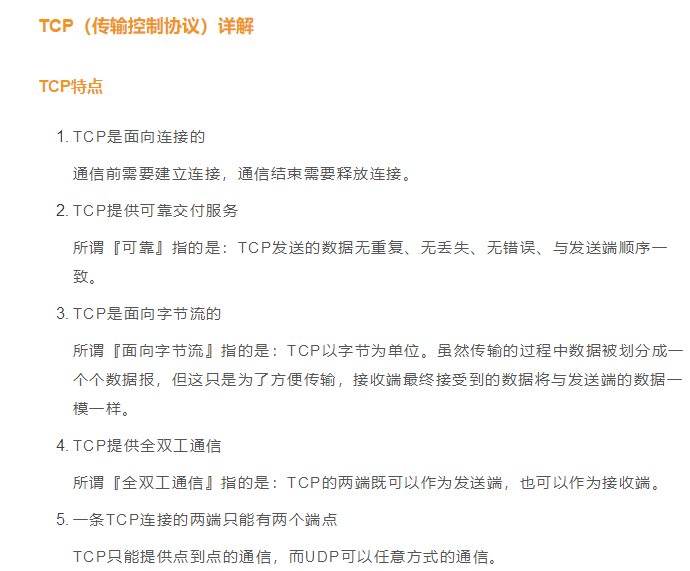 TCP（传输控制协议）详解
TCP特点
1. TCP是面向连接的
通信前需要建立连接，通信结束需要释放连接。
2. TCP提供可靠交付服务
所谓『可靠』指的是：TCP发送的数据无重复、无丢失、无错误、与发送端顺序一
致。
3. TCP是面向字节流的
所谓『面向字节流』指的是：TCP以字节为单位。虽然传输的过程中数据被划分成一
个个数据报，但这只是为了方便传输，接收端最终接受到的数据将与发送端的数据一
模一样。
4. TCP提供全双工通信
所谓『全双工通信』指的是：TCP的两端既可以作为发送端，也可以作为接收端。
5. 一条TCP连接的两端只能有两个端点
TCP只能提供点到点的通信，而UDP可以任意方式的通信。